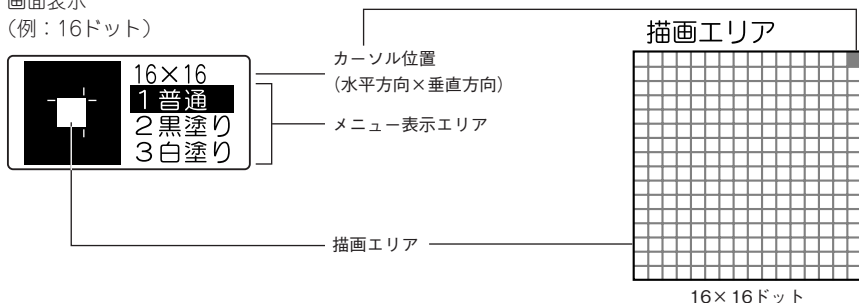 画面表示
(例：16ドット)
16×16
1普通
2黒塗り
3白塗り
カーソル位置
(水平方向×垂直方向)
メニュー表示エリア
描画エリア
描画エリア
16×16ドット